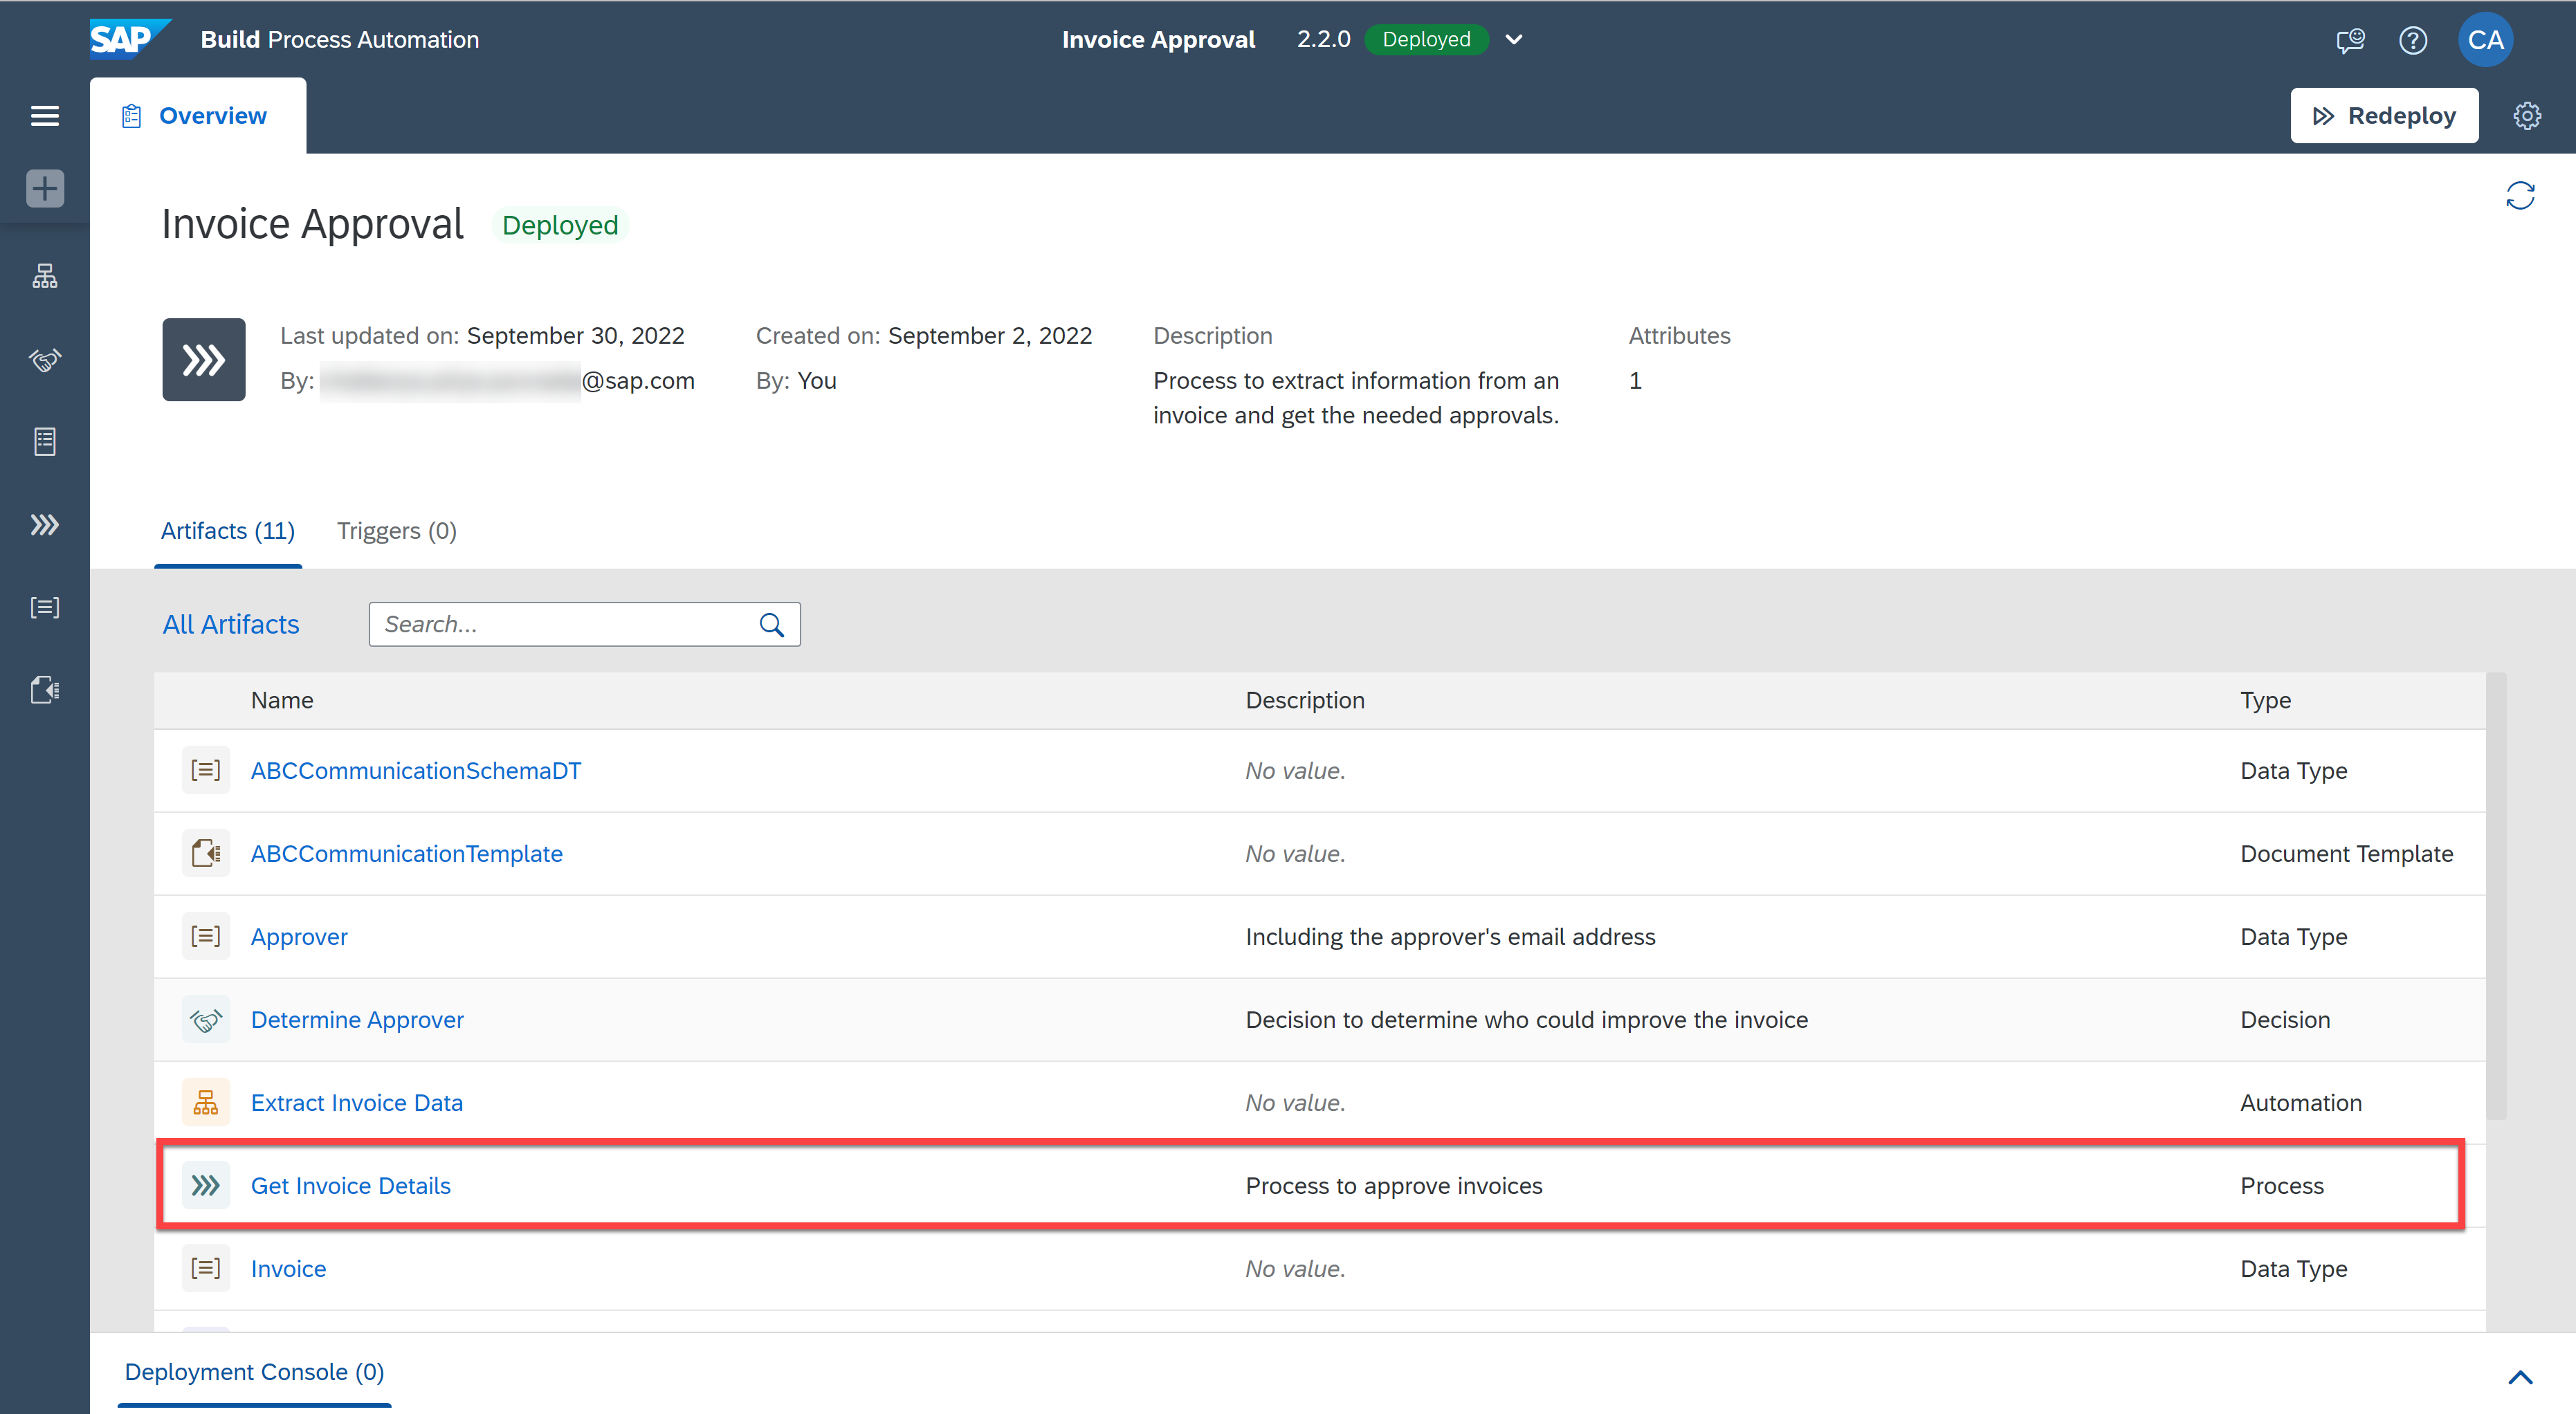 SAP Build Process Automation Invoice Approval 2.2.0 Deployed CA
Overview Redeploy
Invoice Approval Deployed
Last updated on: September 30, 2022 Created on: September 2, 2022 Description Attributes
By: @sap.com By: You Process to extract information from an 1
invoice and get the needed approvals.
Artifacts (11) Triggers (0)
All Artifacts Search...
Name Description Type
ABCCommunicationSchemaDT No value. Data Type
ABCCommunicationTemplate No value. Document Template
Approver Including the approver's email address Data Type
Determine Approver Decision to determine who could improve the invoice Decision
Extract Invoice Data No value. Automation
Get Invoice Details Process to approve invoices Process
Invoice No value. Data Type
Deployment Console (0)